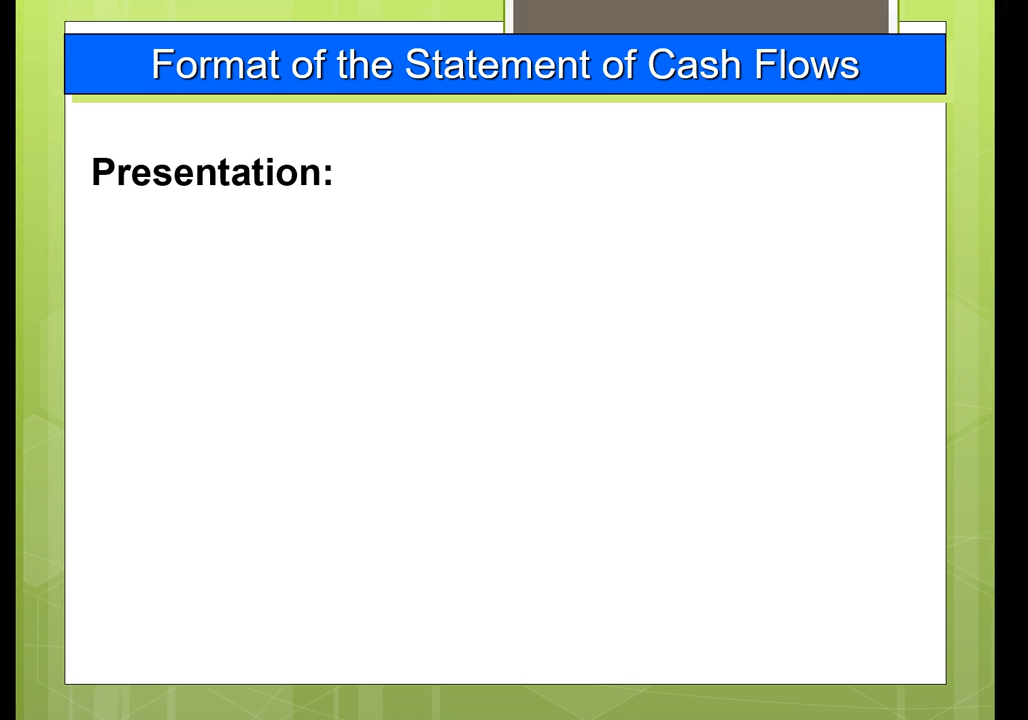 Format of the Statement of Cash Flows
Presentation: